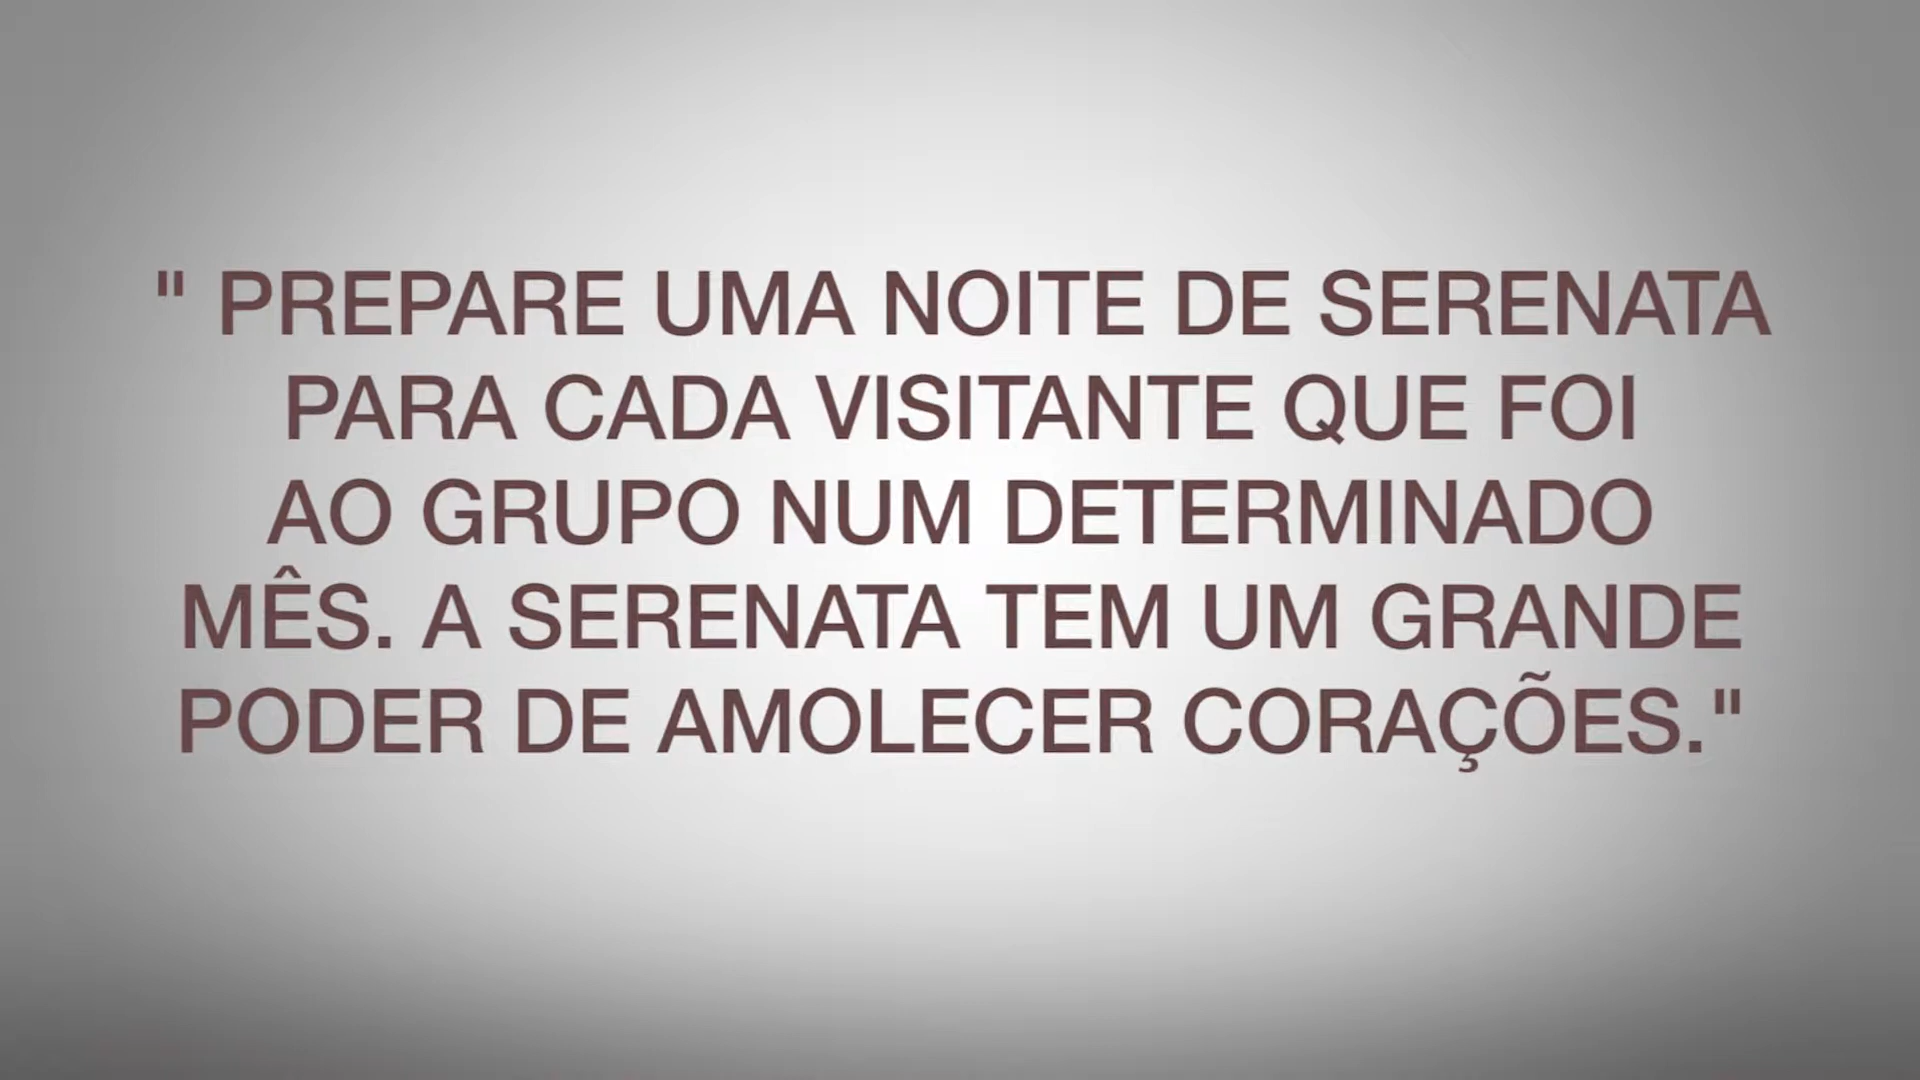 " PREPARE UMA NOITE DE SERENATA
PARA CADA VISITANTE QUE FOI
AO GRUPO NUM DETERMINADO
MÊS. A SERENATA TEM UM GRANDE
PODER DE AMOLECER CORAÇÕES."